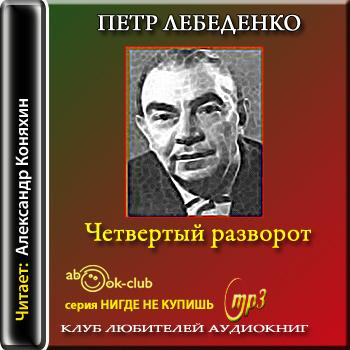 ПЕТР ЛЕБЕДЕНКО
Читает: Александр Коняхин
Четвертый разворот
abook-club
серия НИГДЕ НЕ КУПИШЬ mp3
КЛУБ ЛЮБИТЕЛЕЙ АУДИОКНИГ